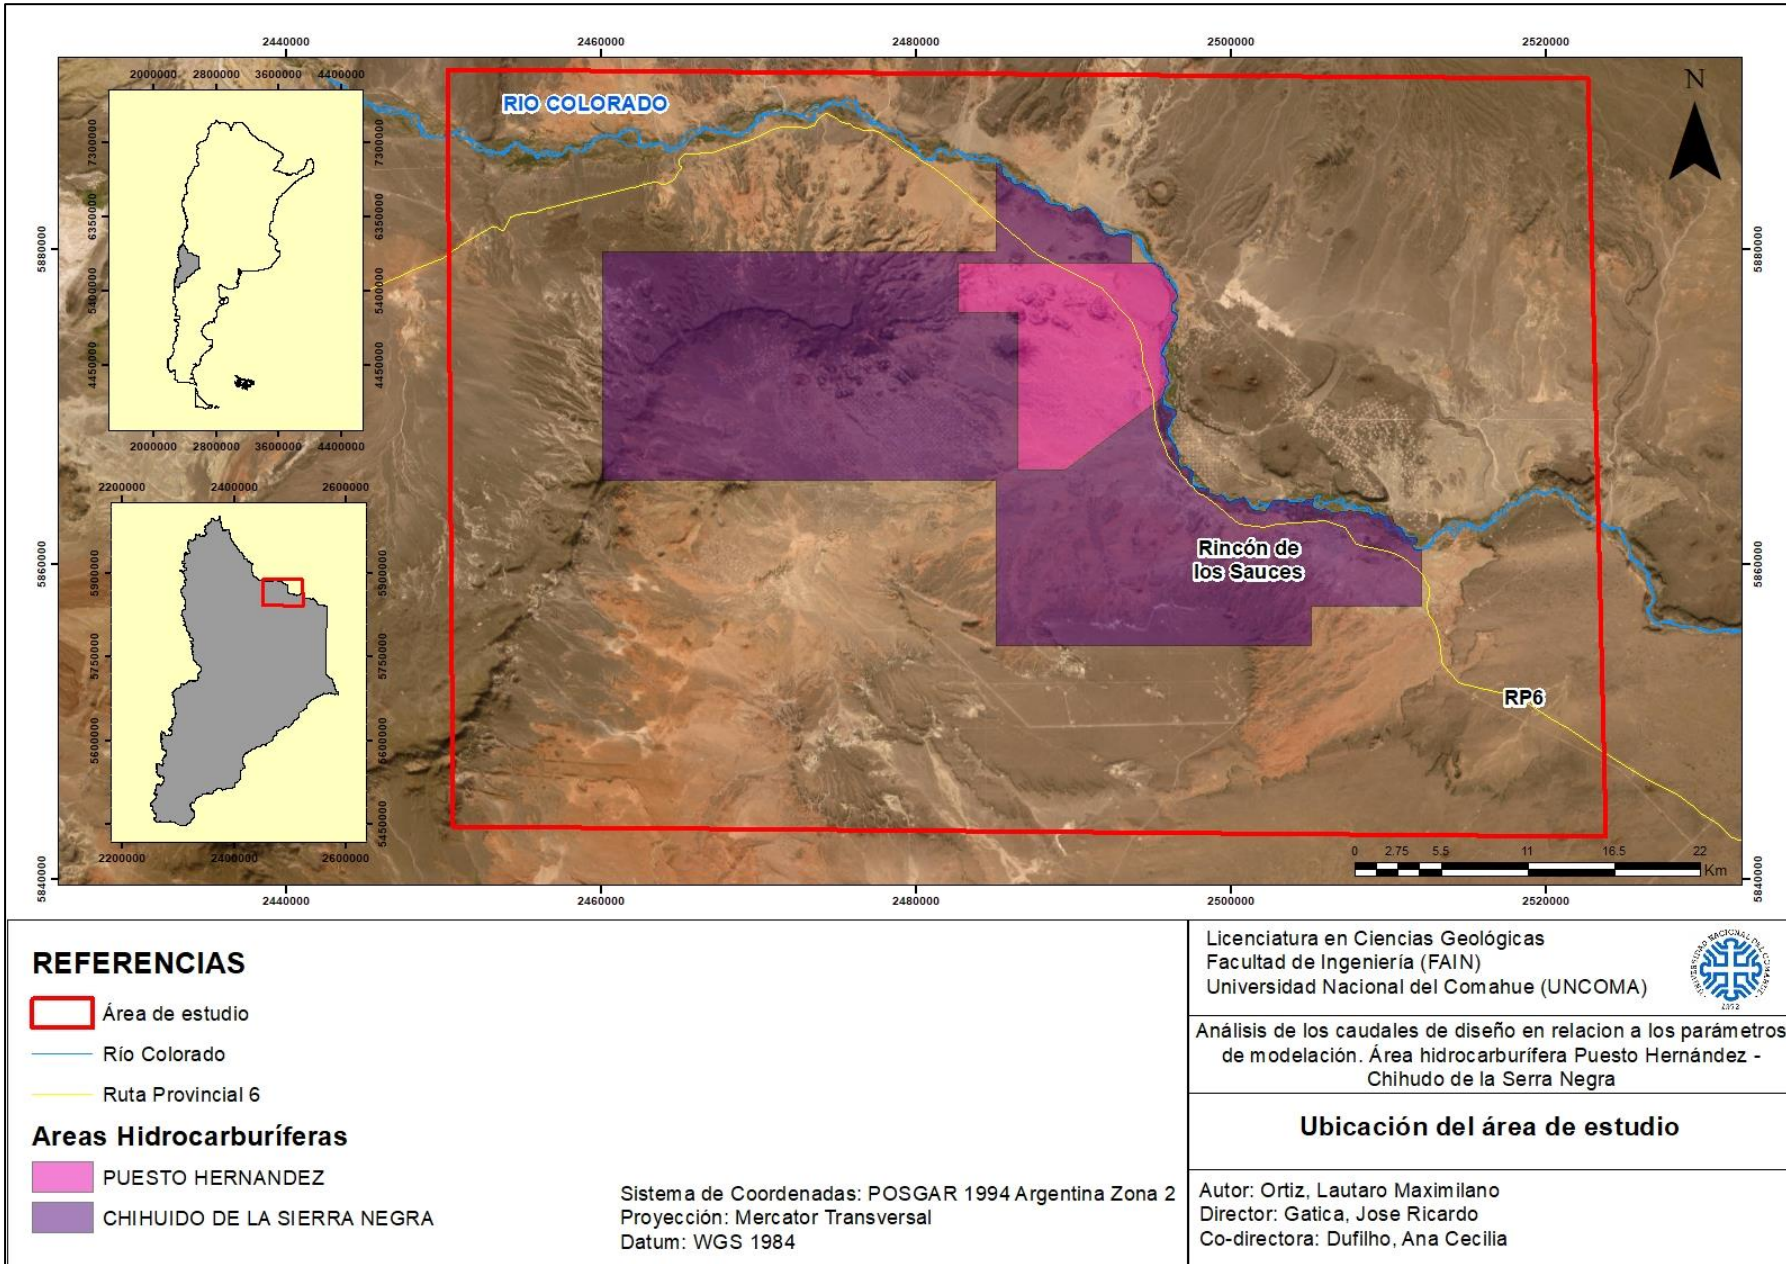 2440000 2460000 2480000 2500000 2520000
2000000 2800000 3600000 4400000
7300000 7300000
6350000 6350000
5400000 5400000
4450000 4450000
2000000 2800000 3600000 4400000
RIO COLORADO
N
5880000 5880000
2200000 2400000 2600000
5900000 5900000
5750000 5750000
5600000 5600000
5450000 5450000
2200000 2400000 2600000
5860000 5860000
Rincón de
los Sauces
RP6
0 2.75 5.5 11 16.5 22
Km
5840000 5840000
2440000 2460000 2480000 2500000 2520000
REFERENCIAS
Área de estudio
Río Colorado
Ruta Provincial 6
Areas Hidrocarburíferas
PUESTO HERNANDEZ
CHIHUIDO DE LA SIERRA NEGRA
Sistema de Coordenadas: POSGAR 1994 Argentina Zona 2
Proyección: Mercator Transversal
Datum: WGS 1984
Licenciatura en Ciencias Geológicas
Facultad de Ingeniería (FAIN)
Universidad Nacional del Comahue (UNCOMA)
Análisis de los caudales de diseño en relacion a los parámetros
de modelación. Área hidrocarburífera Puesto Hernández -
Chihudo de la Serra Negra
Ubicación del área de estudio
Autor: Ortiz, Lautaro Maximilano
Director: Gatica, Jose Ricardo
Co-directora: Dufilho, Ana Cecilia